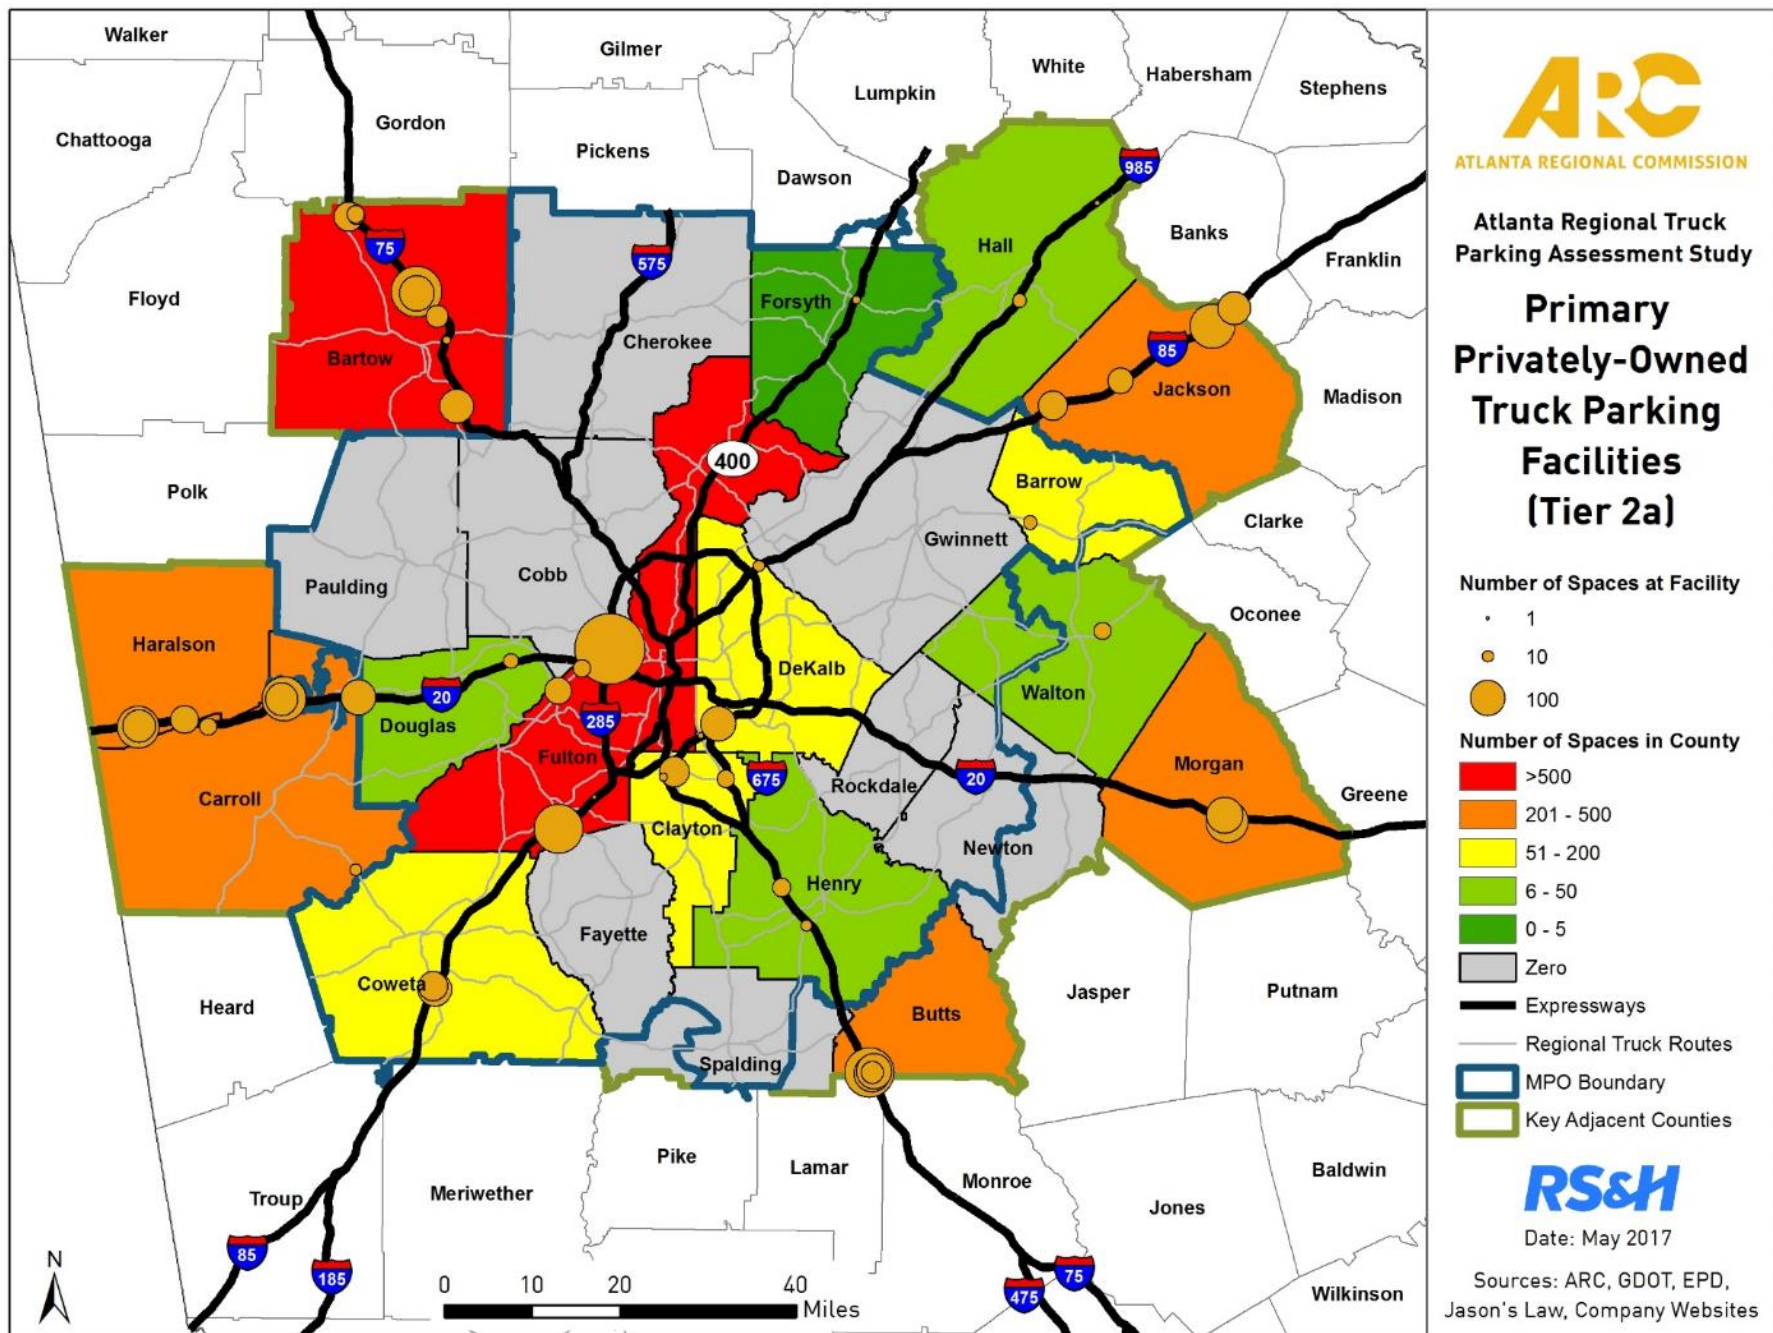 Walker
Gilmer
White
Habersham
Stephens
Lumpkin
Chattooga
Gordon
Pickens
Dawson
985
Banks
Franklin
Floyd
75
575
Hall
Forsyth
Cherokee
Bartow
85
Jackson
Madison
400
Polk
Barrow
Clarke
Gwinnett
Paulding
Cobb
Oconee
Haralson
DeKalb
Walton
20
Douglas
285
Fulton
675
Rockdale
20
Morgan
Greene
Carroll
Clayton
Newton
Henry
Fayette
Coweta
Heard
Butts
Jasper
Putnam
Spalding
Pike
Lamar
Monroe
Baldwin
Troup
Meriwether
Jones
85
185
75
475
Wilkinson
N
0 10 20 40
Miles
ARC
ATLANTA REGIONAL COMMISSION
Atlanta Regional Truck
Parking Assessment Study
Primary
Privately-Owned
Truck Parking
Facilities
(Tier 2a)
Number of Spaces at Facility
1
10
100
Number of Spaces in County
>500
201 - 500
51 - 200
6 - 50
0 - 5
Zero
Expressways
Regional Truck Routes
MPO Boundary
Key Adjacent Counties
RS&H
Date: May 2017
Sources: ARC, GDOT, EPD,
Jason's Law, Company Websites